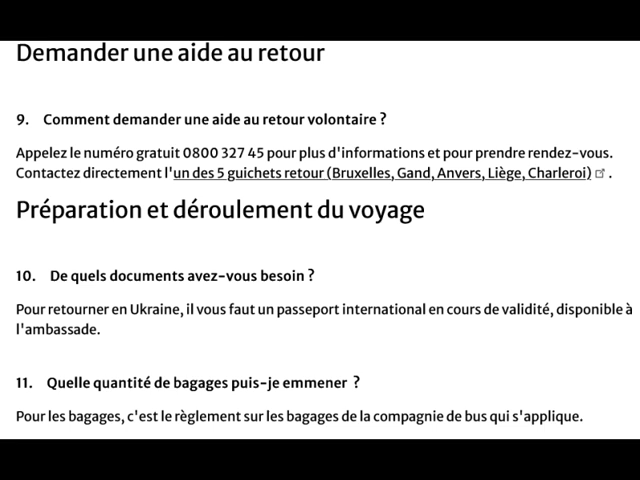 Demander une aide au retour
9. Comment demander une aide au retour volontaire ?
Appelez le numéro gratuit 0800 327 45 pour plus d'informations et pour prendre rendez-vous.
Contactez directement l'un des 5 guichets retour (Bruxelles, Gand, Anvers, Liège, Charleroi) .
Préparation et déroulement du voyage
10. De quels documents avez-vous besoin ?
Pour retourner en Ukraine, il vous faut un passeport international en cours de validité, disponible à
l'ambassade.
11. Quelle quantité de bagages puis-je emmener ?
Pour les bagages, c'est le règlement sur les bagages de la compagnie de bus qui s'applique.